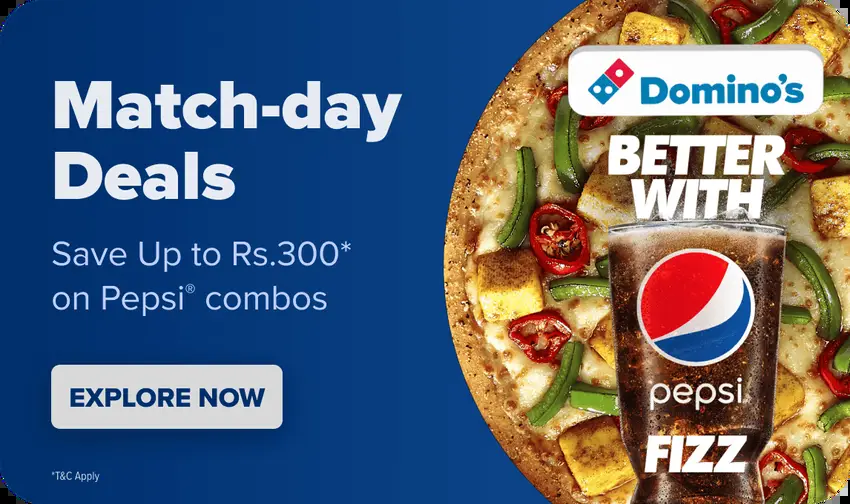 Match-day
Deals
Save Up to Rs.300*
on Pepsi® combos
EXPLORE NOW
*T&C Apply
Domino's
BETTER
WITH
pepsi
FIZZ